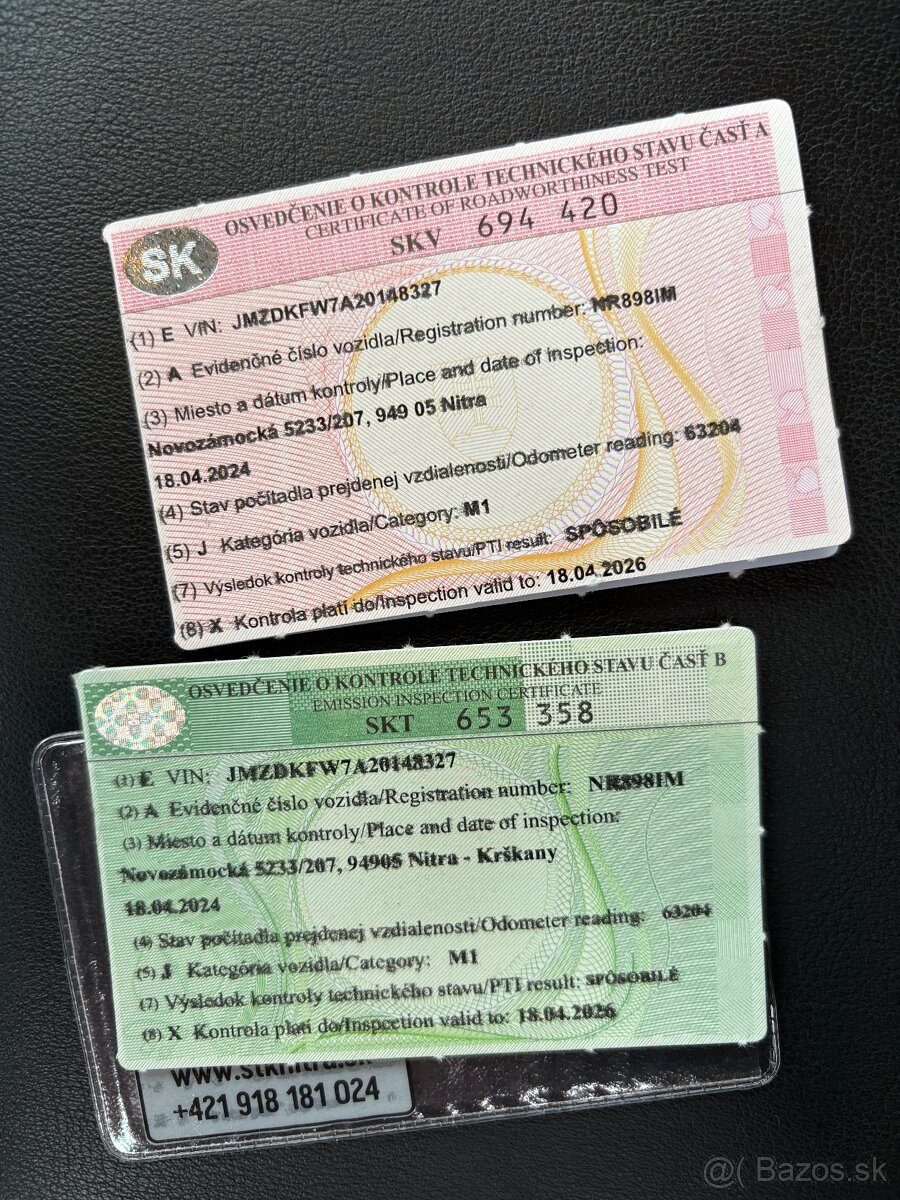 OSVEDČENIE O KONTROLE TECHNICKÉHO STAVU ČASŤ A
CERTIFICATE OF ROADWORTHINESS TEST
SK
SKV 694 420
(1) E VIN: JMZDKFW7A20148327
(2) A Evidenčné číslo vozidla/Registration number: NR898IM
(3) Miesto a dátum kontroly/Place and date of inspection:
Novozámocká 5233/207, 949 05 Nitra
18.04.2024
(4) Stav počítadla prejdenej vzdialenosti/Odometer reading: 63204
(5) J Kategória vozidla/Category: M1
(7) Výsledok kontroly technického stavu/PTI result: SPÔSOBILÉ
(8) X Kontrola platí do/Inspection valid to: 18.04.2026
OSVEDČENIE O KONTROLE TECHNICKÉHO STAVU ČASŤ B
EMISSION INSPECTION CERTIFICATE
SKT 653 358
(1) E VIN: JMZDKFW7A20148327
(2) A Evidenčné číslo vozidla/Registration number: NR898IM
(3) Miesto a dátum kontroly/Place and date of inspection:
Novozámocká 5233/207, 94905 Nitra - Krškany
18.04.2024
(4) Stav počítadla prejdenej vzdialenosti/Odometer reading: 63204
(5) J Kategória vozidla/Category: M1
(7) Výsledok kontroly technického stavu/PTI result: SPÔSOBILÉ
(8) X Kontrola platí do/Inspection valid to: 18.04.2026
www.stknitra.sk
+421 918 181 024
@( Bazos.sk